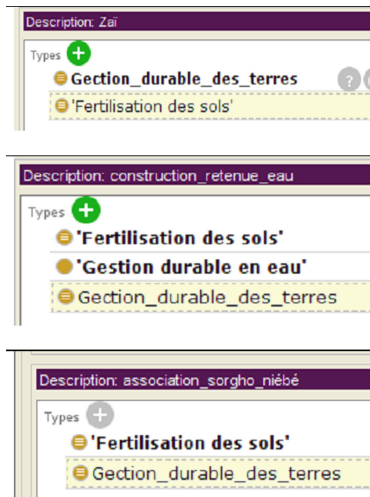 Description: Zaï
Types
Gection_durable_des_terres
'Fertilisation des sols'
Description: construction_retenue_eau
Types
'Fertilisation des sols'
'Gestion durable en eau'
Gection_durable_des_terres
Description: association_sorgho_niébé
Types
'Fertilisation des sols'
Gection_durable_des_terres